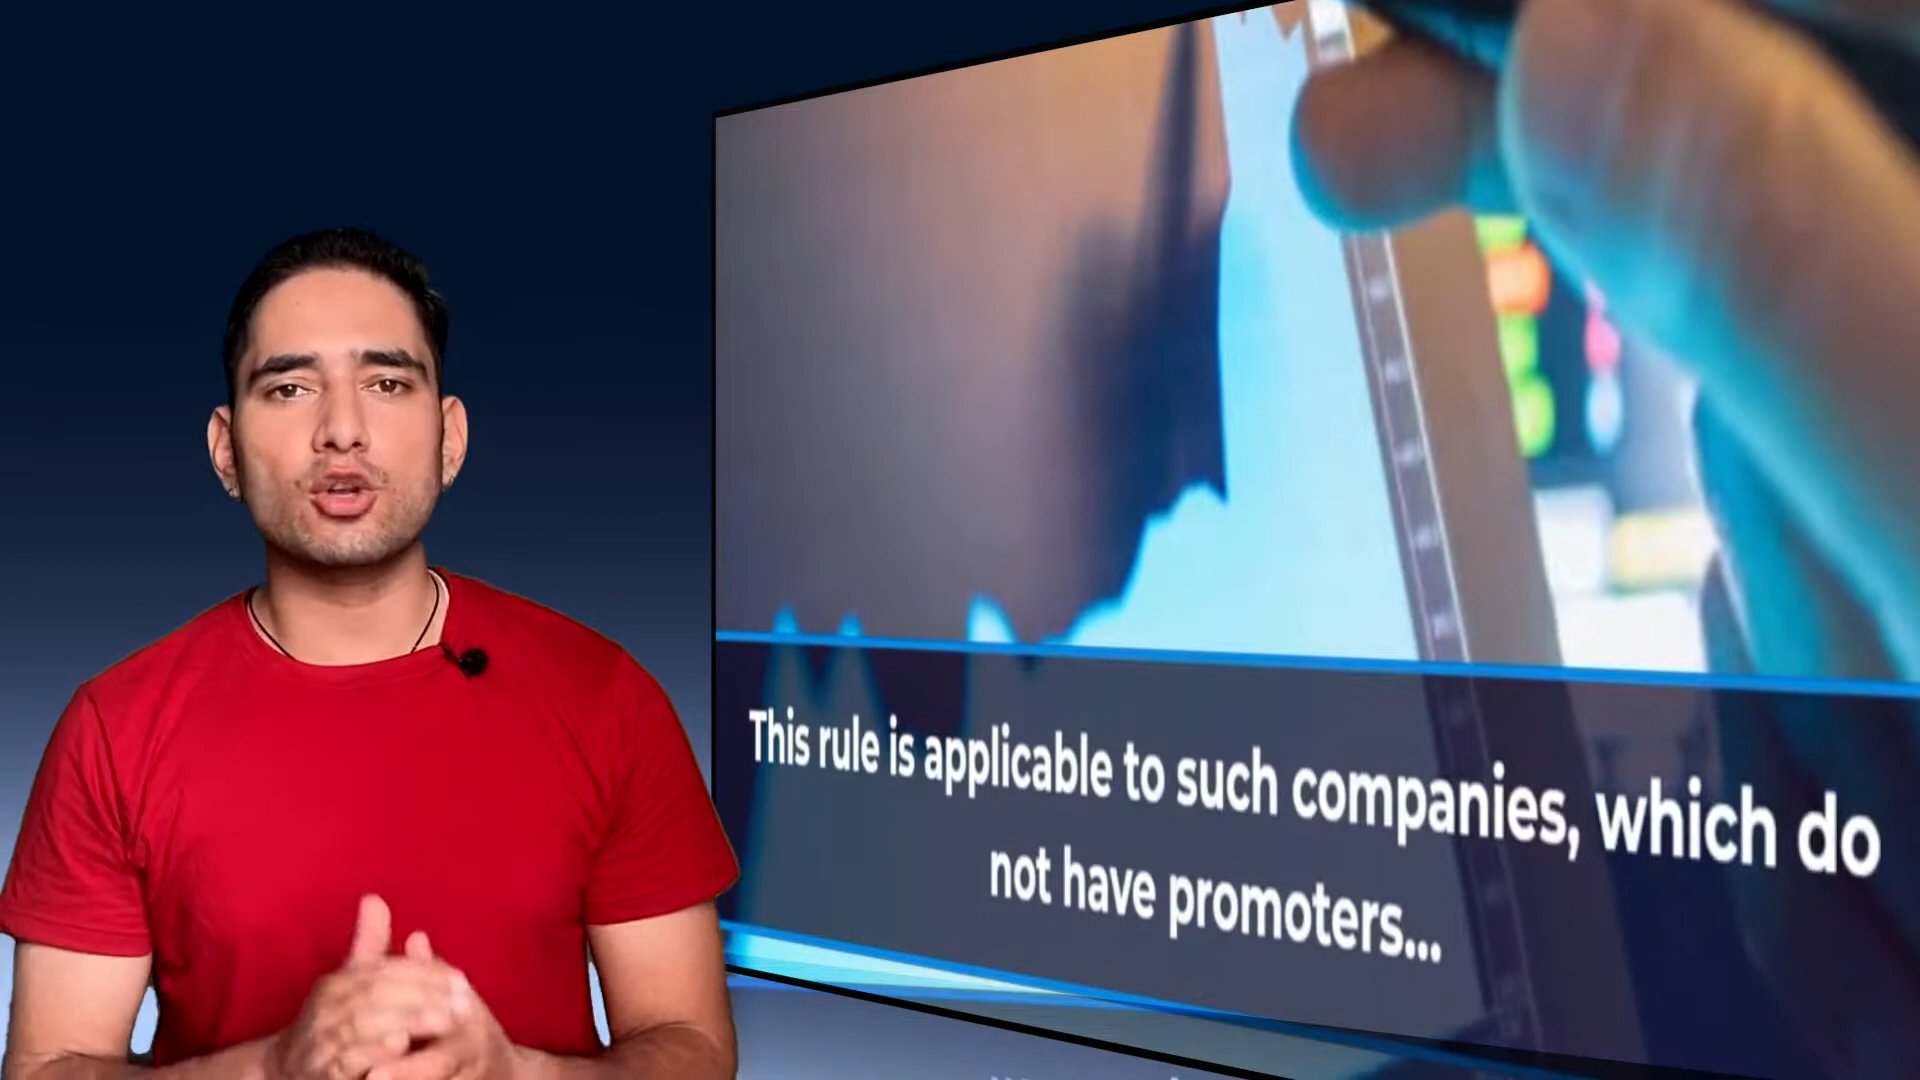 This rule is applicable to such companies, which do
not have promoters...